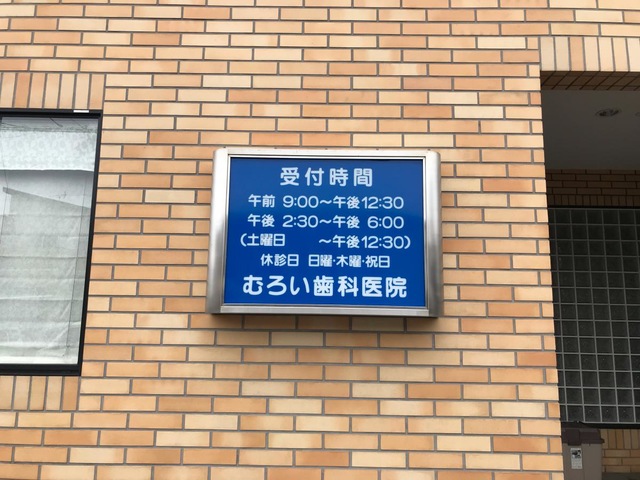 受付時間
午前 9:00～午後12:30
午後 2:30～午後 6:00
(土曜日 ～午後12:30)
休診日 日曜・木曜・祝日
むろい歯科医院